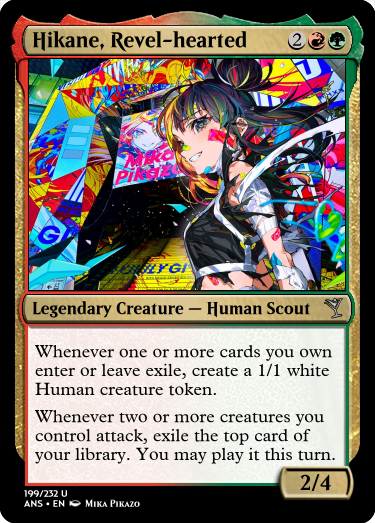 Hikane, Revel-hearted 2
MIKO
PiKAZO
GI
Legendary Creature — Human Scout
Whenever one or more cards you own
enter or leave exile, create a 1/1 white
Human creature token.
Whenever two or more creatures you
control attack, exile the top card of
your library. You may play it this turn.
2/4
199/232 U
ANS • EN MIKA PIKAZO